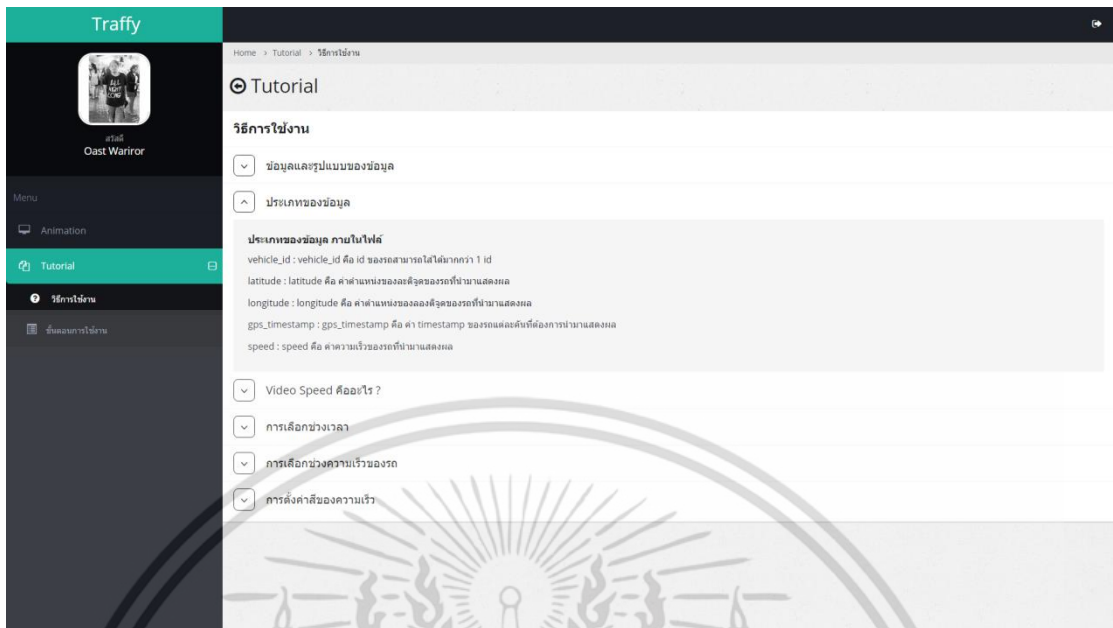 Traffy
Home > Tutorial > วิธีการใช้งาน
Tutorial
สวัสดี
Oast Wariror
Menu
Animation
Tutorial
วิธีการใช้งาน
ขั้นตอนการใช้งาน
วิธีการใช้งาน
ข้อมูลและรูปแบบของข้อมูล
ประเภทของข้อมูล
ประเภทของข้อมูล ภายในไฟล์
vehicle_id : vehicle_id คือ id ของรถสามารถใส่ได้มากกว่า 1 id
latitude : latitude คือ ค่าตำแหน่งของละติจูดของรถที่นำมาแสดงผล
longitude : longitude คือ ค่าตำแหน่งของลองติจูดของรถที่นำมาแสดงผล
gps_timestamp : gps_timestamp คือ ค่า timestamp ของรถแต่ละคันที่ต้องการนำมาแสดงผล
speed : speed คือ ค่าความเร็วของรถที่นำมาแสดงผล
Video Speed คืออะไร ?
การเลือกช่วงเวลา
การเลือกช่วงความเร็วของรถ
การตั้งค่าสีของความเร็ว